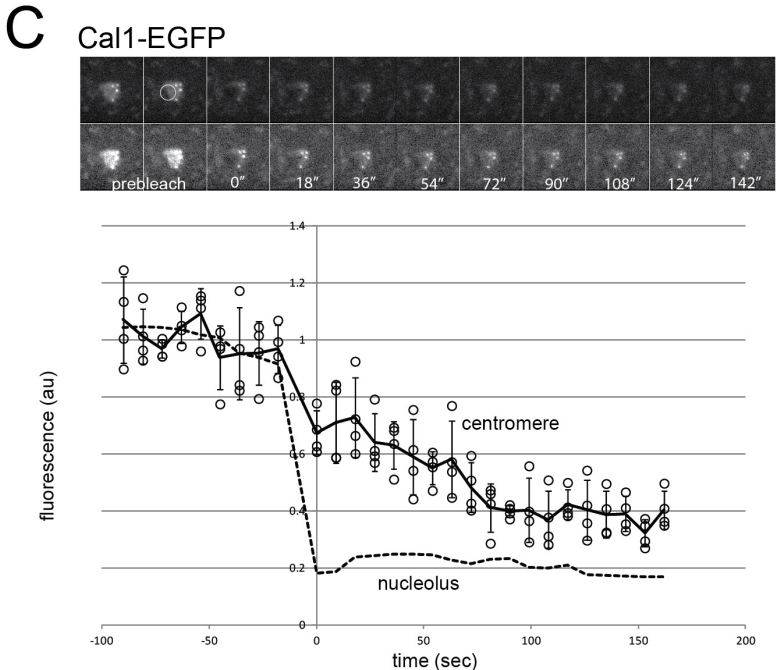 C
Cal1-EGFP
prebleach 0" 18" 36" 54" 72" 90" 108" 124" 142"
1.4
1.2
1
0.8
0.6
0.4
0.2
0
centromere
nucleolus
fluorescence (au)
-100 -50 0 50 100 150 200
time (sec)